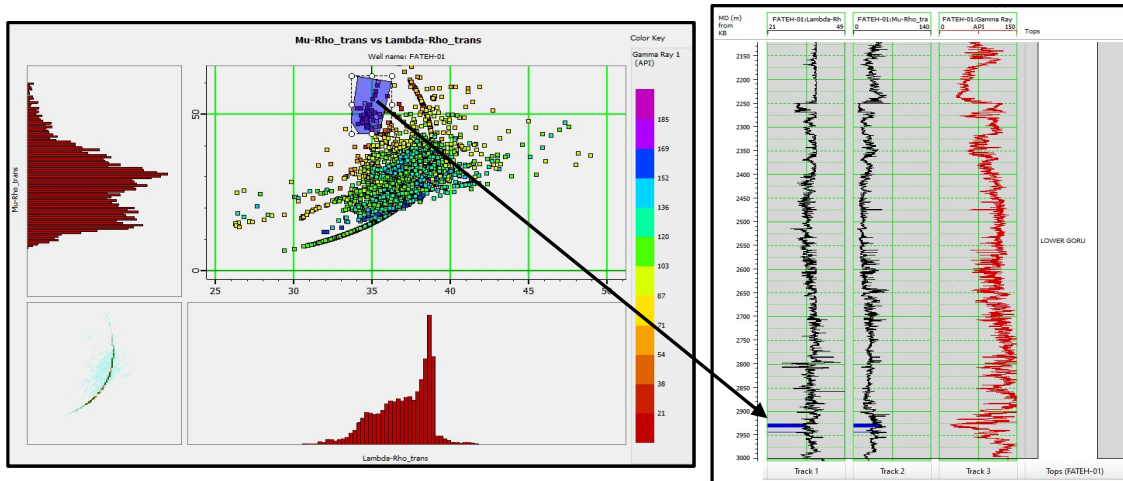 Mu-Rho_trans vs Lambda-Rho_trans
Well name: FATEH-01
Color Key
Gamma Ray 1
(API)
185
169
152
136
120
103
87
71
54
38
21
Mu-Rho_trans
50
0
25
30
35
40
45
50
Lambda-Rho_trans
MD (m)
from
KB
FATEH-01:Lambda-Rh
21 49
FATEH-01:Mu-Rho_tra
0 140
FATEH-01:Gamma Ray
0 API 150
Tops
2150
2200
2250
2300
2350
2400
2450
2500
2550
2600
2650
2700
2750
2800
2850
2900
2950
3000
LOWER GORU
Track 1
Track 2
Track 3
Tops (FATEH-01)